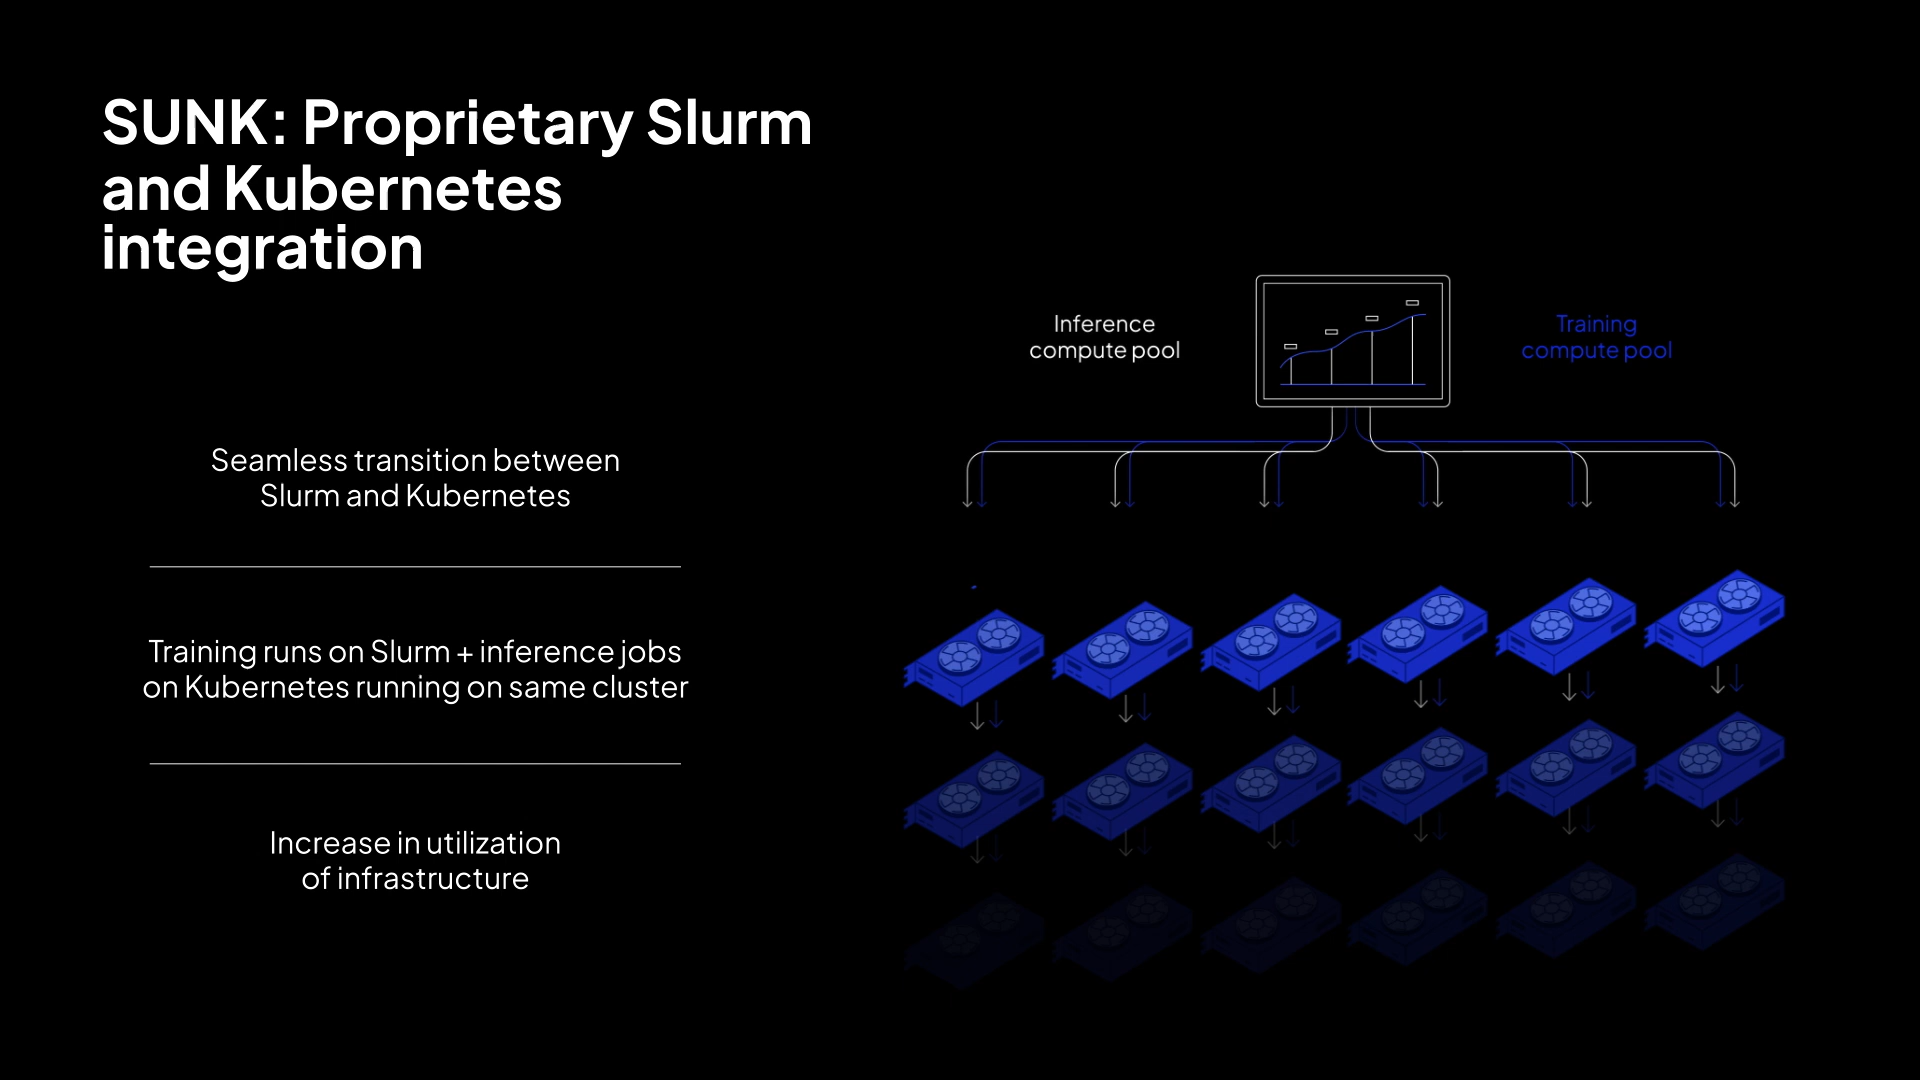 SUNK: Proprietary Slurm
and Kubernetes
integration
Seamless transition between
Slurm and Kubernetes
Training runs on Slurm + inference jobs
on Kubernetes running on same cluster
Increase in utilization
of infrastructure
Inference
compute pool
Training
compute pool